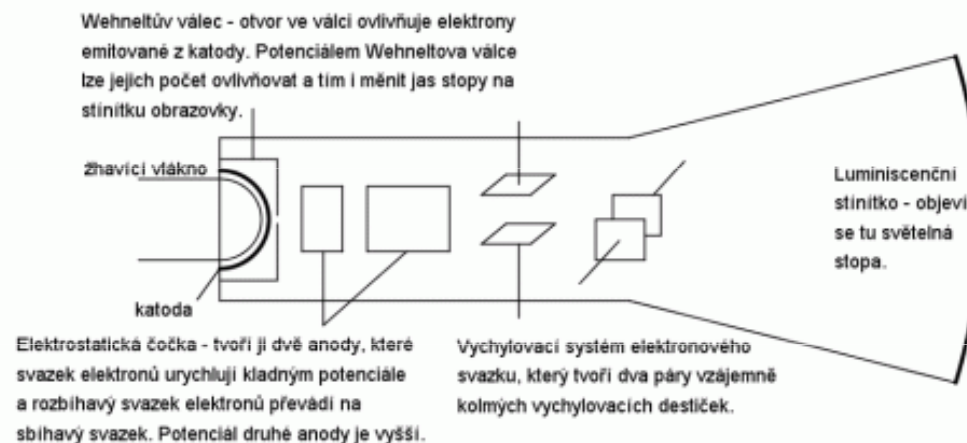 Wehneltův válec - otvor ve válci ovlivňuje elektrony
emitované z katody. Potenciálem Wehneltova válce
lze jejich počet ovlivňovat a tím i měnit jas stopy na
stínítku obrazovky.
žhavící vlákno
Luminiscenční
stínítko - objeví
se tu světelná
stopa.
katoda
Elektrostatická čočka - tvoří ji dvě anody, které
svazek elektronů urychlují kladným potenciále
a rozbíhavý svazek elektronů převádí na
sbíhavý svazek. Potenciál druhé anody je vyšší.
Vychylovací systém elektronového
svazku, který tvoří dva páry vzájemně
kolmých vychylovacích destiček.